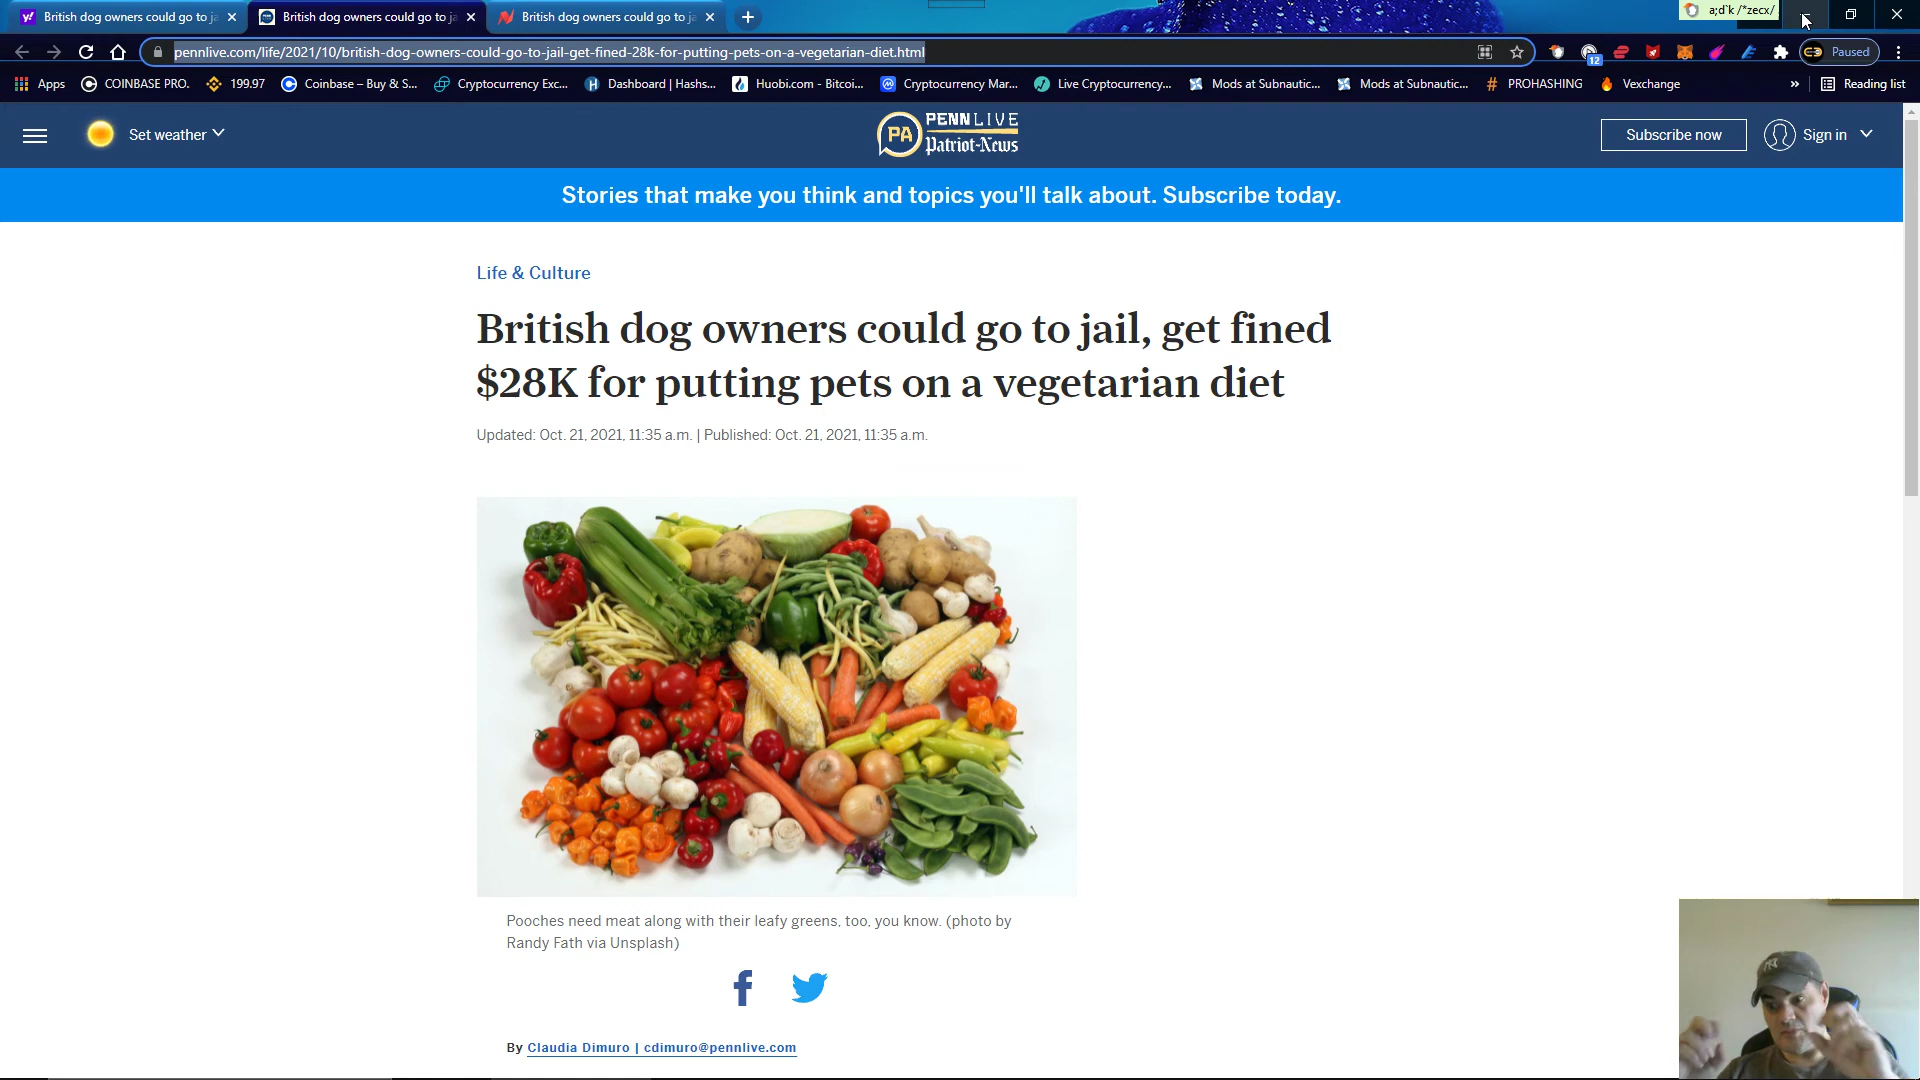 British dog owners could go to ja
British dog owners could go to ja
British dog owners could go to ja
a;d`k /*zecx/
pennlive.com/life/2021/10/british-dog-owners-could-go-to-jail-get-fined-28k-for-putting-pets-on-a-vegetarian-diet.html
12
Paused
Apps
COINBASE PRO.
199.97
Coinbase – Buy & S...
Cryptocurrency Exc...
Dashboard | Hashs...
Huobi.com - Bitcoi...
Cryptocurrency Mar...
Live Cryptocurrency...
Mods at Subnautic...
Mods at Subnautic...
PROHASHING
Vexchange
»
Reading list
Set weather
PA
PENNLIVE
Patriot-News
Subscribe now
Sign in
Stories that make you think and topics you'll talk about. Subscribe today.
Life & Culture
British dog owners could go to jail, get fined
$28K for putting pets on a vegetarian diet
Updated: Oct. 21, 2021, 11:35 a.m. | Published: Oct. 21, 2021, 11:35 a.m.
Pooches need meat along with their leafy greens, too, you know. (photo by
Randy Fath via Unsplash)
By Claudia Dimuro | cdimuro@pennlive.com